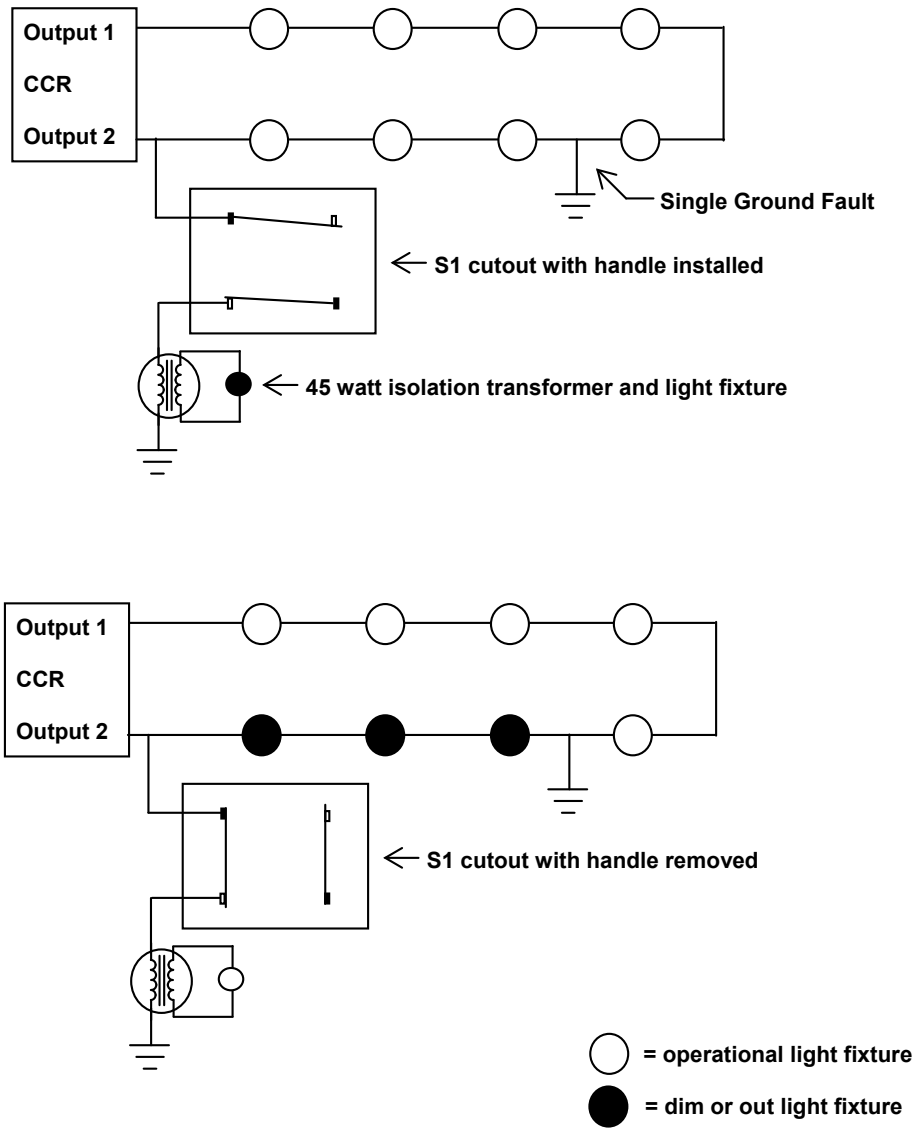 Output 1
CCR
Output 2
Single Ground Fault
S1 cutout with handle installed
45 watt isolation transformer and light fixture
Output 1
CCR
Output 2
S1 cutout with handle removed
= operational light fixture
= dim or out light fixture